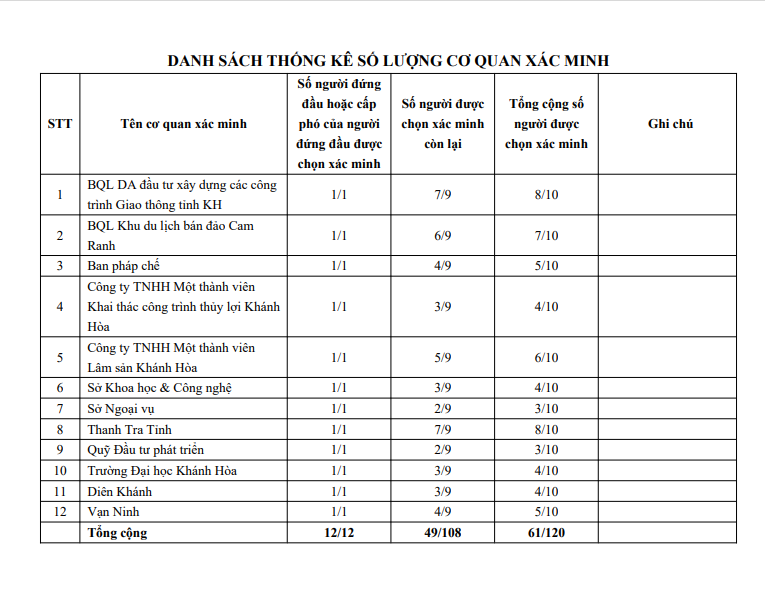 DANH SÁCH THỐNG KÊ SỐ LƯỢNG CƠ QUAN XÁC MINH
STT
Tên cơ quan xác minh
Số người đứng
đầu hoặc cấp
phó của người
đứng đầu được
chọn xác minh
Số người được
chọn xác minh
còn lại
Tổng cộng số
người được
chọn xác minh
Ghi chú
1
BQL DA đầu tư xây dựng các công
trình Giao thông tỉnh KH
1/1
7/9
8/10
2
BQL Khu du lịch bán đảo Cam
Ranh
1/1
6/9
7/10
3
Ban pháp chế
1/1
4/9
5/10
4
Công ty TNHH Một thành viên
Khai thác công trình thủy lợi Khánh
Hòa
1/1
3/9
4/10
5
Công ty TNHH Một thành viên
Lâm sản Khánh Hòa
1/1
5/9
6/10
6
Sở Khoa học & Công nghệ
1/1
3/9
4/10
7
Sở Ngoại vụ
1/1
2/9
3/10
8
Thanh Tra Tỉnh
1/1
7/9
8/10
9
Quỹ Đầu tư phát triển
1/1
2/9
3/10
10
Trường Đại học Khánh Hòa
1/1
3/9
4/10
11
Diên Khánh
1/1
3/9
4/10
12
Vạn Ninh
1/1
4/9
5/10
Tổng cộng
12/12
49/108
61/120